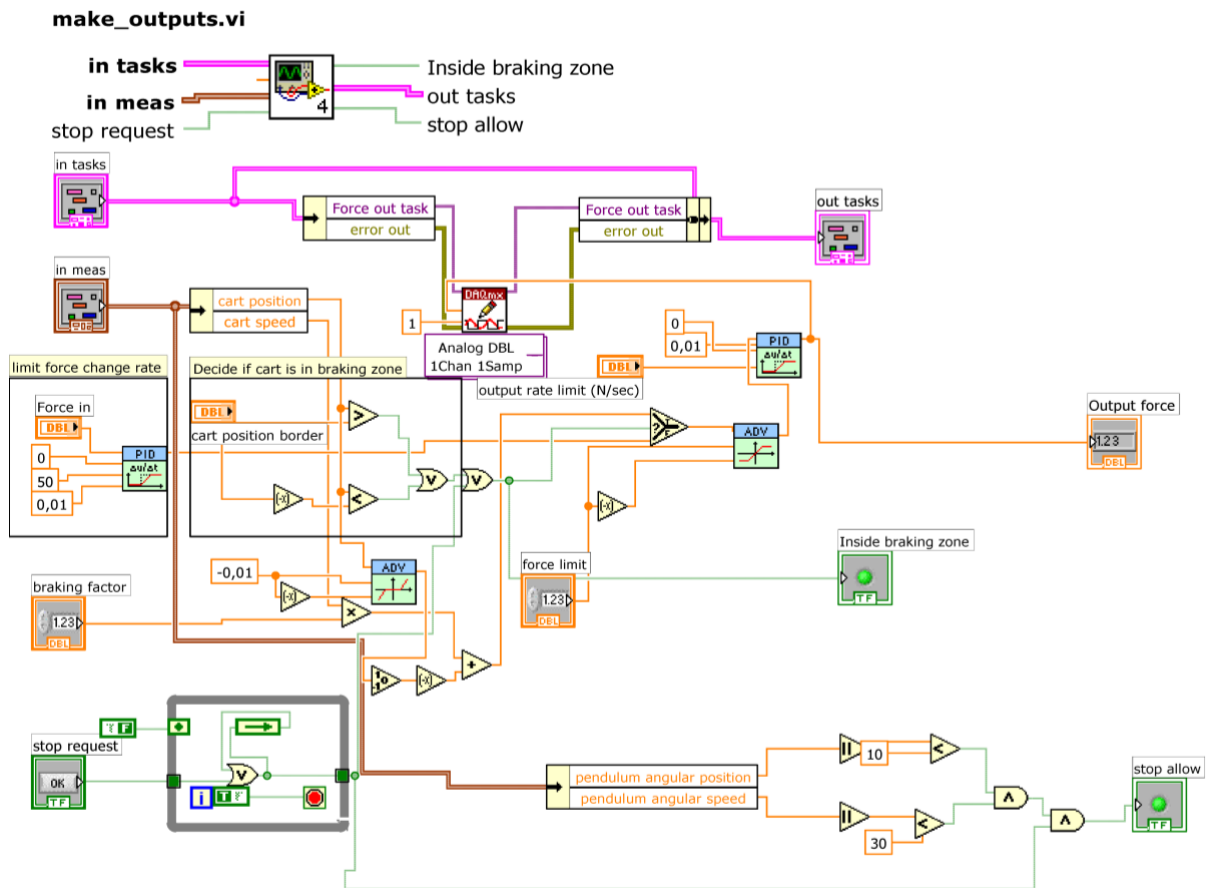 make_outputs.vi
in tasks
in meas
stop request
4
Inside braking zone
out tasks
stop allow
in tasks
Force out task
error out
Force out task
error out
out tasks
in meas
cart position
cart speed
DAQmx
1
Analog DBL
1Chan 1Samp
0
0,01
PID
Δu/Δt
DBL
output rate limit (N/sec)
limit force change rate
Force in
DBL
0
50
0,01
PID
Δu/Δt
Decide if cart is in braking zone
DBL
cart position border
>
<
(-x)
V
V
?
T
F
ADV
(-x)
Output force
1.23
DBL
Inside braking zone
TF
force limit
1.23
DBL
-0,01
(-x)
ADV
braking factor
1.23
DBL
x
+
(-x)
F
stop request
OK
TF
V
i
T F
pendulum angular position
pendulum angular speed
10
<
30
<
Λ
Λ
stop allow
TF